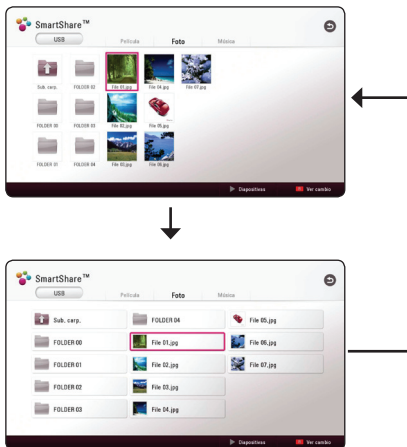 SmartShare™
USB
Película Foto Música
Sub. carp. FOLDER 02 File 01.jpg File 04.jpg File 07.jpg
FOLDER 00 FOLDER 03 File 02.jpg File 05.jpg
FOLDER 01 FOLDER 04 File 03.jpg File 06.jpg
Diapositivas Ver cambio
SmartShare™
USB
Película Foto Música
Sub. carp. FOLDER 04 File 05.jpg
FOLDER 00 File 01.jpg File 06.jpg
FOLDER 01 File 02.jpg File 07.jpg
FOLDER 02 File 03.jpg
FOLDER 03 File 04.jpg
Diapositivas Ver cambio